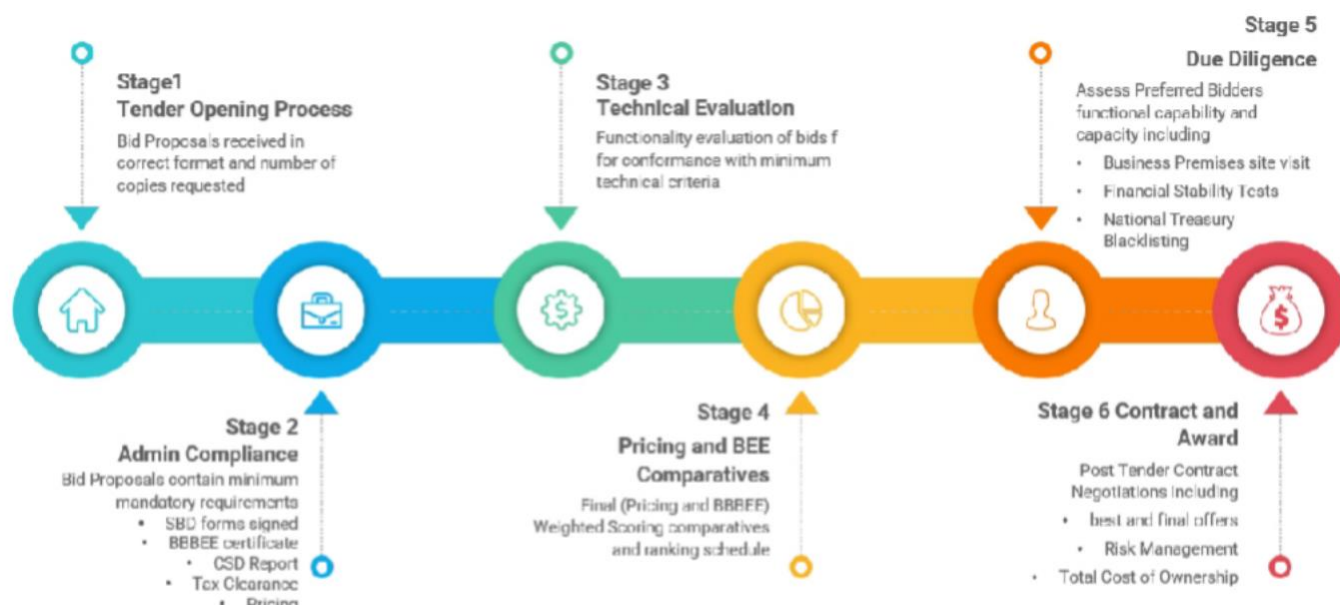 Stage1
Tender Opening Process
Bid Proposals received in
correct format and number of
copies requested
Stage 2
Admin Compliance
Bid Proposals contain minimum
mandatory requirements
• SBD forms signed
• BBBEE certificate
• CSD Report
• Tax Clearance
• Pricing
Stage 3
Technical Evaluation
Functionality evaluation of bids f
for conformance with minimum
technical criteria
Stage 4
Pricing and BEE
Comparatives
Final (Pricing and BBBEE)
Weighted Scoring comparatives
and ranking schedule
Stage 5
Due Diligence
Assess Preferred Bidders
functional capability and
capacity including
• Business Premises site visit
• Financial Stability Tests
• National Treasury
Blacklisting
Stage 6 Contract and
Award
Post Tender Contract
Negotiations Including
• best and final offers
• Risk Management
• Total Cost of Ownership